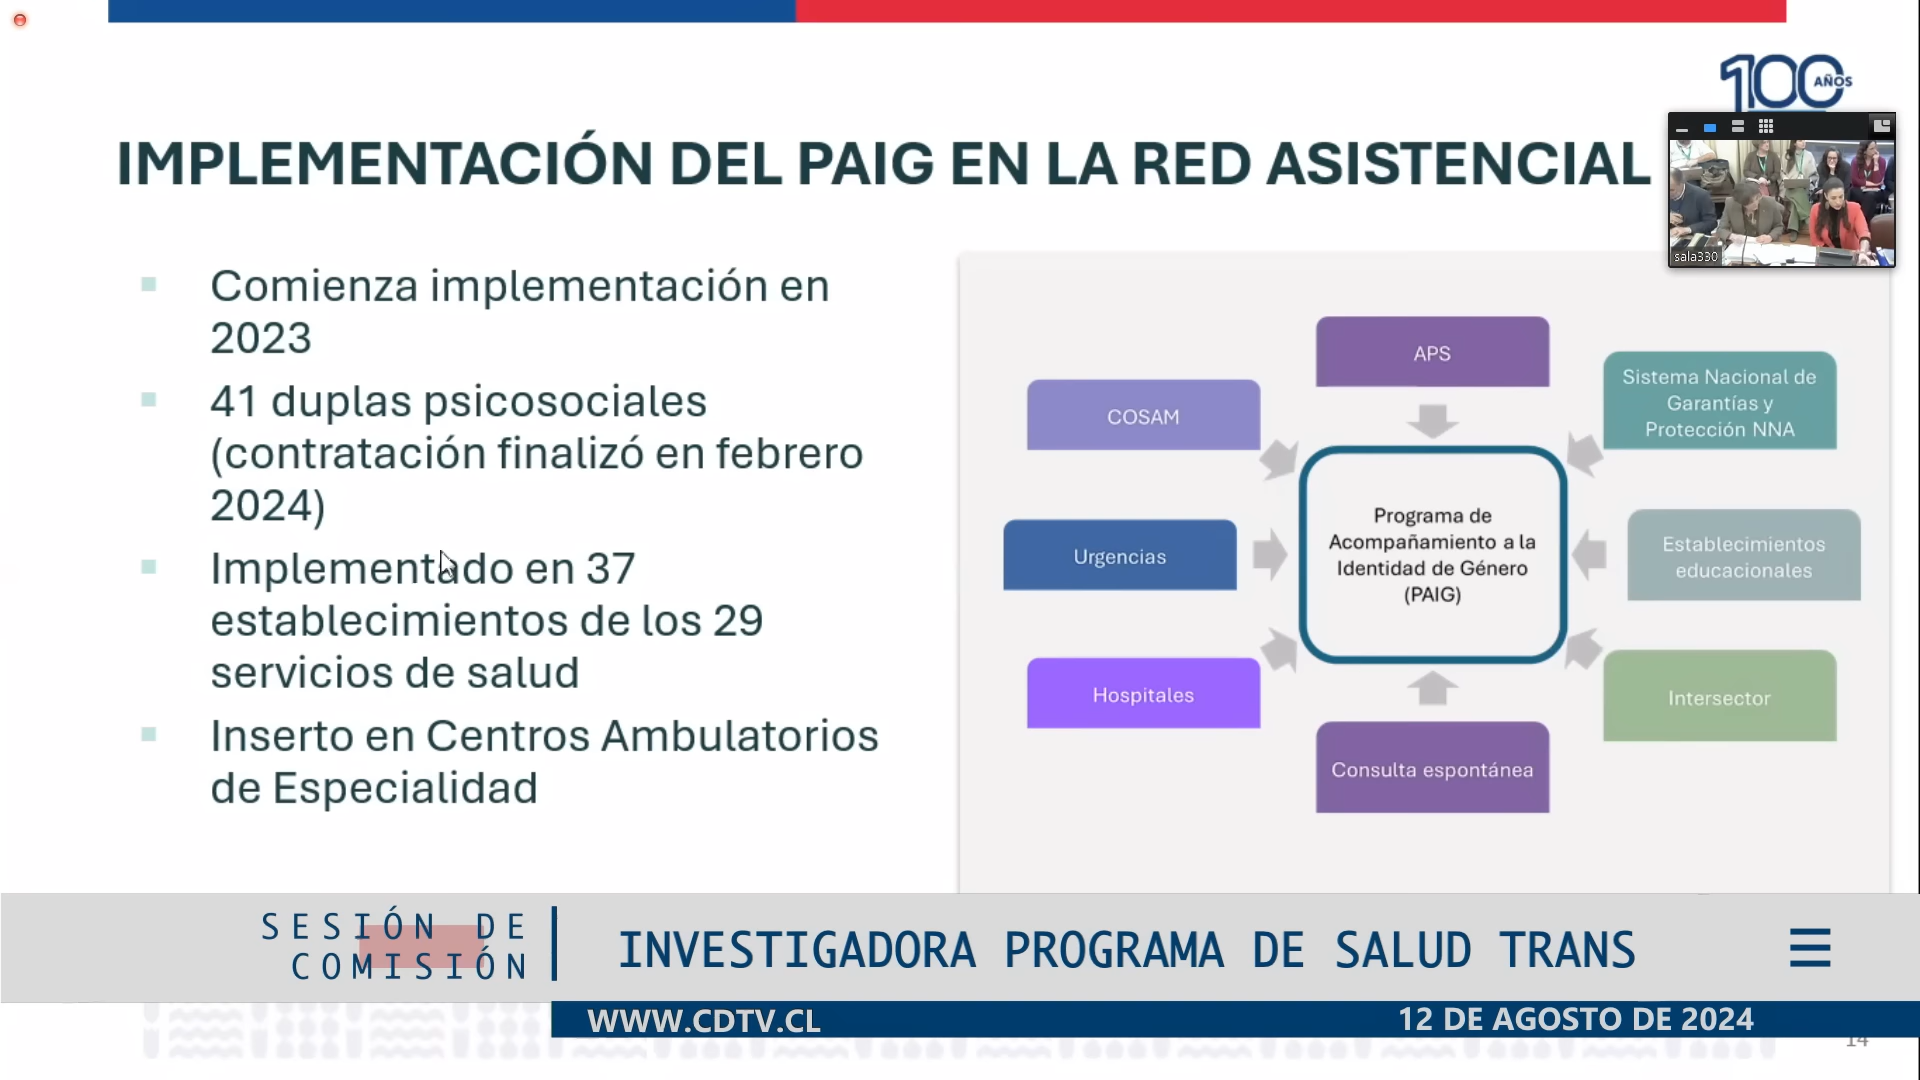 100 AÑOS
IMPLEMENTACIÓN DEL PAIG EN LA RED ASISTENCIAL
sala330
Comienza implementación en
2023
41 duplas psicosociales
(contratación finalizó en febrero
2024)
Implementado en 37
establecimientos de los 29
servicios de salud
Inserto en Centros Ambulatorios
de Especialidad
APS
COSAM
Sistema Nacional de
Garantías y
Protección NNA
Urgencias
Programa de
Acompañamiento a la
Identidad de Género
(PAIG)
Establecimientos
educacionales
Hospitales
Intersector
Consulta espontánea
SESIÓN DE
COMISIÓN
INVESTIGADORA PROGRAMA DE SALUD TRANS
WWW.CDTV.CL
12 DE AGOSTO DE 2024
14